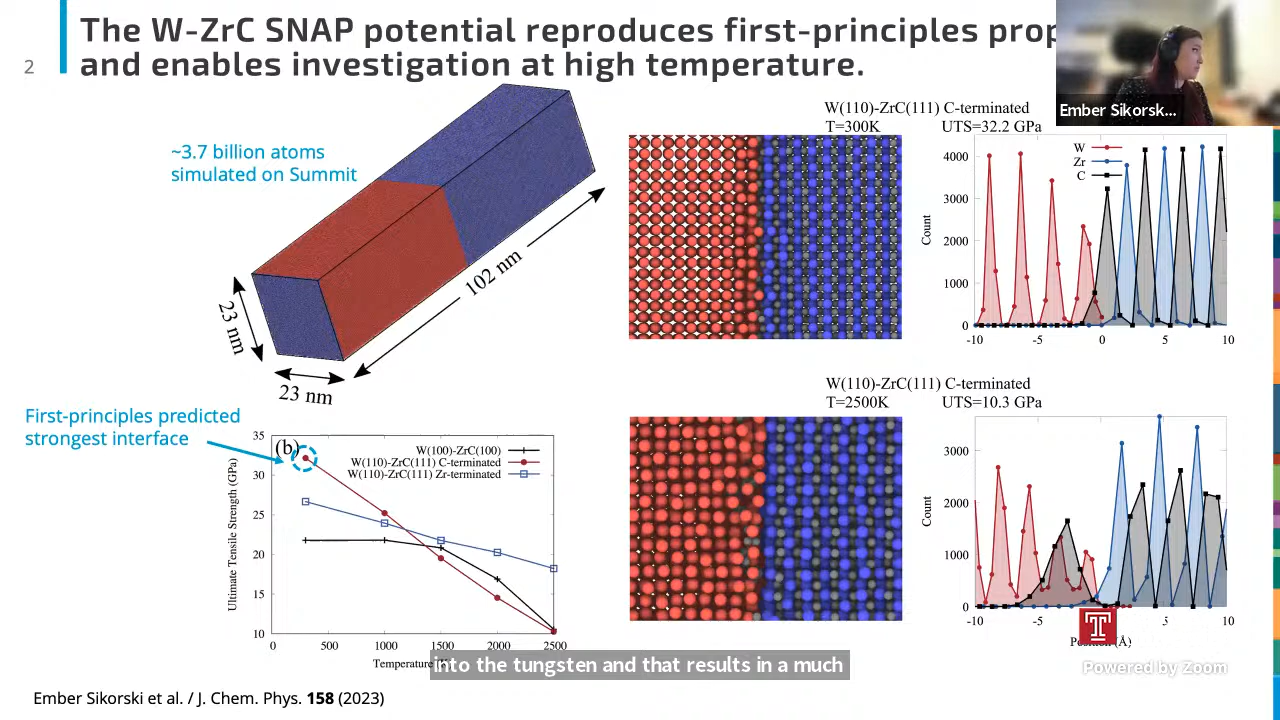 The W-ZrC SNAP potential reproduces first-principles prop
and enables investigation at high temperature.
2
Ember Sikorsk...
~3.7 billion atoms
simulated on Summit
102 nm
23 nm
23 nm
W(110)-ZrC(111) C-terminated
T=300K UTS=32.2 GPa
W
Zr
C
Count
4000
3000
2000
1000
0
-10 -5 0 5 10
First-principles predicted
strongest interface
(b)
W(100)-ZrC(100)
W(110)-ZrC(111) C-terminated
W(110)-ZrC(111) Zr-terminated
Ultimate Tensile Strength (GPa)
35
30
25
20
15
10
0 500 1000 1500 2000 2500
W(110)-ZrC(111) C-terminated
T=2500K UTS=10.3 GPa
Count
3000
2000
1000
0
-10 -5 5 10
(Å)
into the tungsten and that results in a much
Powered by Zoom
Ember Sikorski et al. / J. Chem. Phys. 158 (2023)